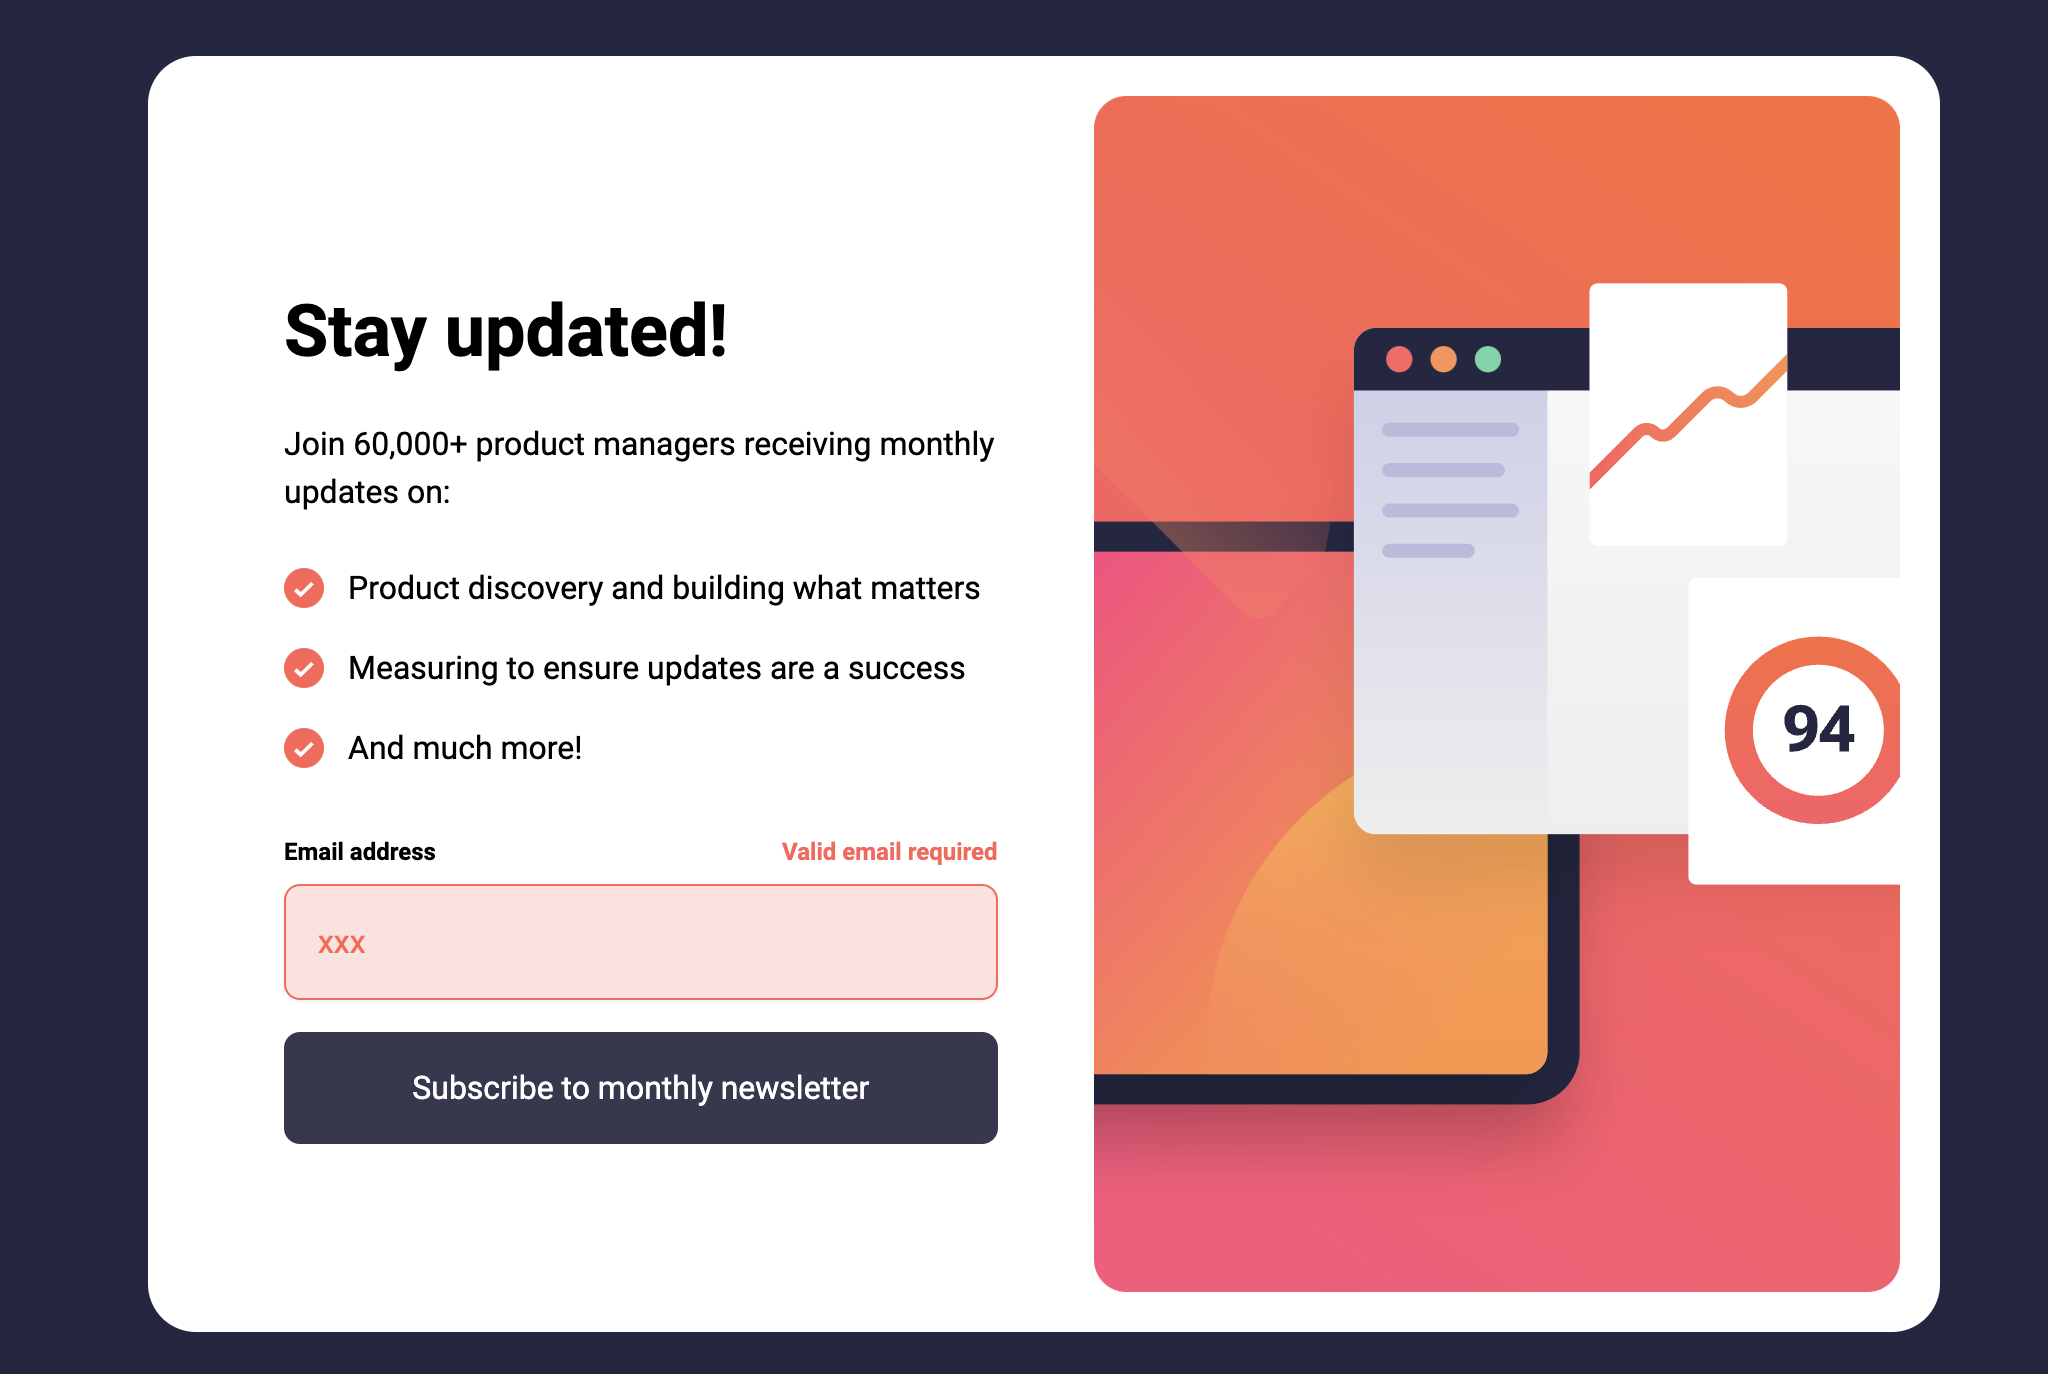 Stay updated!
Join 60,000+ product managers receiving monthly
updates on:
Product discovery and building what matters
Measuring to ensure updates are a success
And much more!
Email address
Valid email required
xxx
Subscribe to monthly newsletter
94